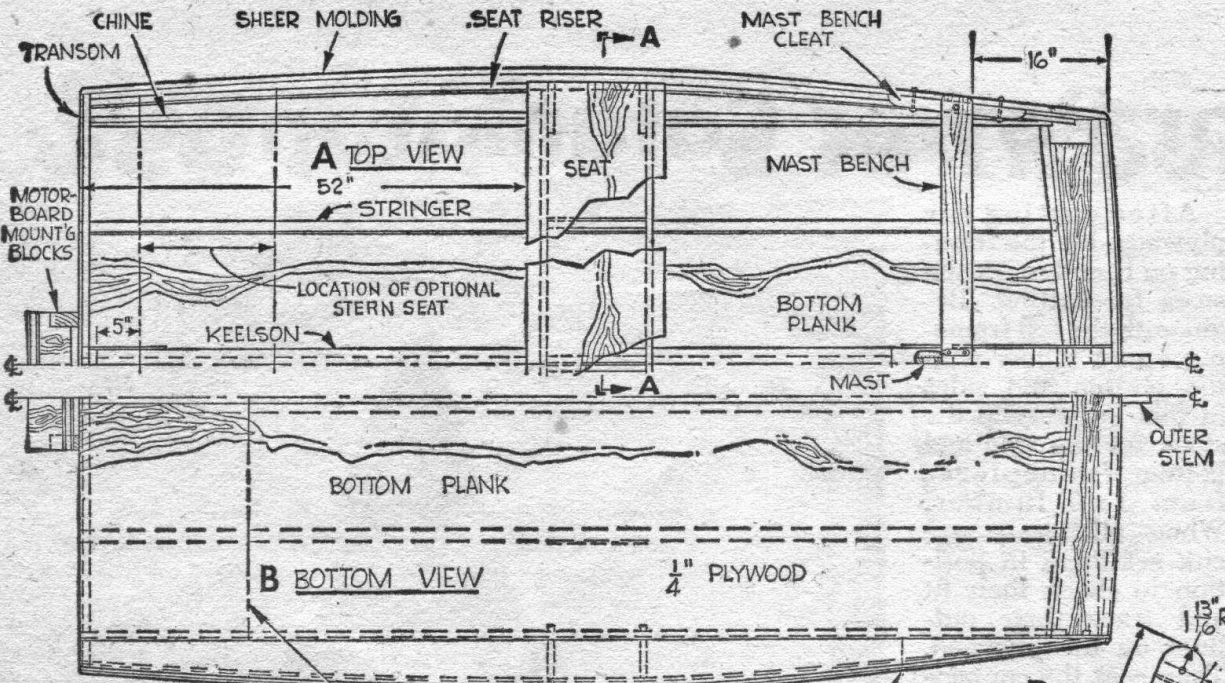 CHINE
SHEER MOLDING
SEAT RISER
A
MAST BENCH
CLEAT
TRANSOM
16"
A TOP VIEW
52"
SEAT
MAST BENCH
STRINGER
MOTOR-
BOARD
MOUNT'G
BLOCKS
LOCATION OF OPTIONAL
STERN SEAT
5"
KEELSON
BOTTOM
PLANK
MAST
A
OUTER
STEM
BOTTOM PLANK
B BOTTOM VIEW
1/4" PLYWOOD